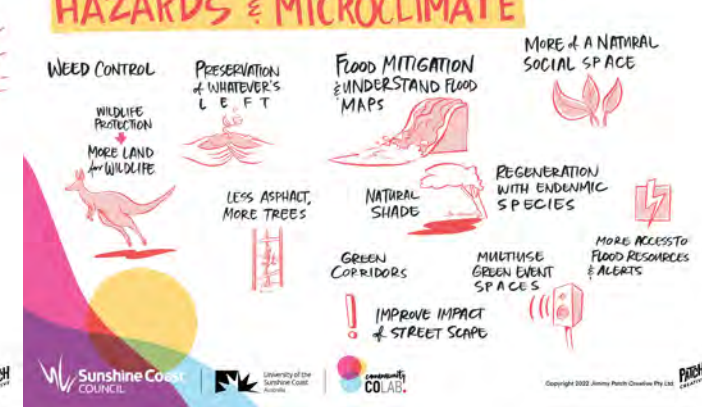 HAZARDS & MICROCLIMATE
WEED CONTROL
WILDLIFE
PROTECTION
MORE LAND
for WILDLIFE
PRESERVATION
of WHATEVER'S
LEFT
LESS ASPHALT,
MORE TREES
FLOOD MITIGATION
& UNDERSTAND FLOOD
MAPS
NATURAL
SHADE
GREEN
CORRIDORS
IMPROVE IMPACT
of STREET SCAPE
MORE of A NATURAL
SOCIAL SPACE
REGENERATION
WITH ENDENMIC
SPECIES
MULTIUSE
GREEN EVENT
SPACES
MORE ACCESS TO
FLOOD RESOURCES
& ALERTS
Sunshine Coast
COUNCIL
University of the
Sunshine Coast
Australia
community
COLAB.
Copyright 2022 Jimmy Patch Creative Pty Ltd
PATCH
CREATIVE